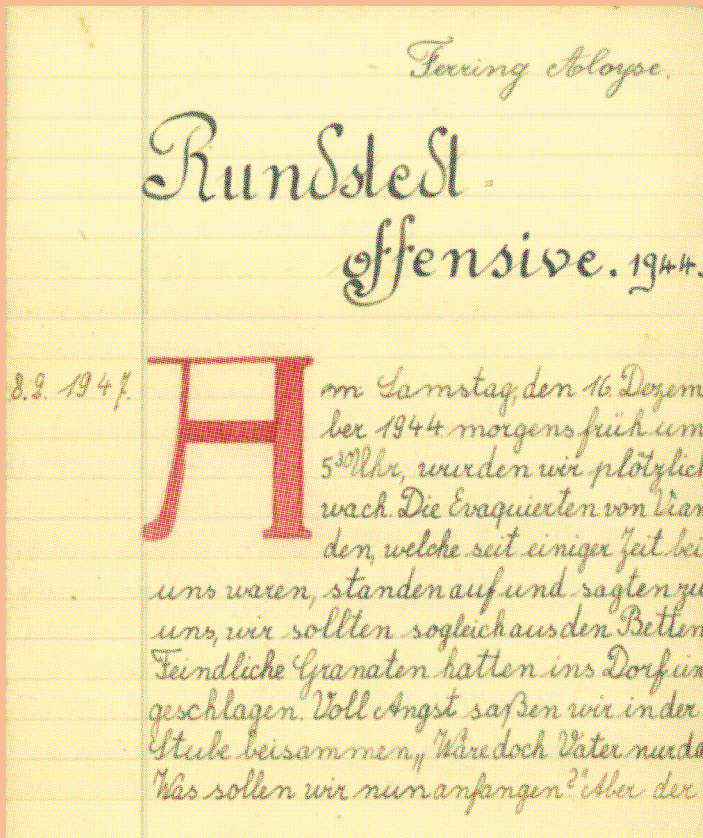 Ferring Aloyse.
Rundstedt-
offensive. 1944.
8.2. 1947.
Am Samstag, den 16. Dezem
ber 1944 morgens früh um
5³⁰ Uhr, wurden wir plötzlich
wach. Die Evaquierten von Vian
den, welche seit einiger Zeit bei
uns waren, standen auf und sagten zu
uns, wir sollten sogleich aus den Betten
Feindliche Granaten hatten ins Dorf ein
geschlagen. Voll Angst saßen wir in der
Stube beisammen, „Wäre doch Vater nur da
Was sollen wir nun anfangen?" Aber der